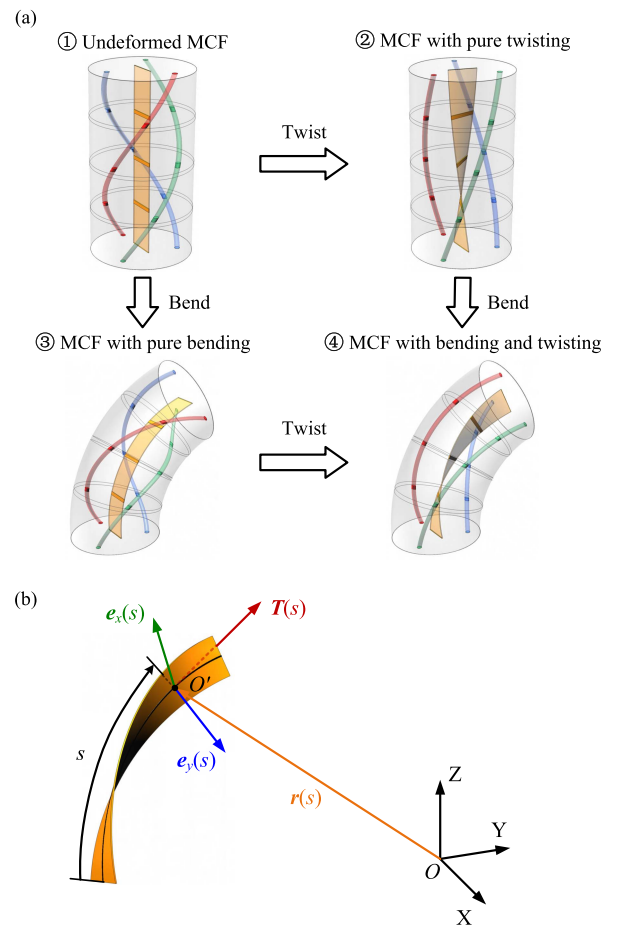 (a)
① Undeformed MCF
② MCF with pure twisting
Twist
Bend
Bend
③ MCF with pure bending
④ MCF with bending and twisting
Twist
(b)
eₓ(s)
T(s)
O′
s
e_y(s)
r(s)
Z
Y
O
X